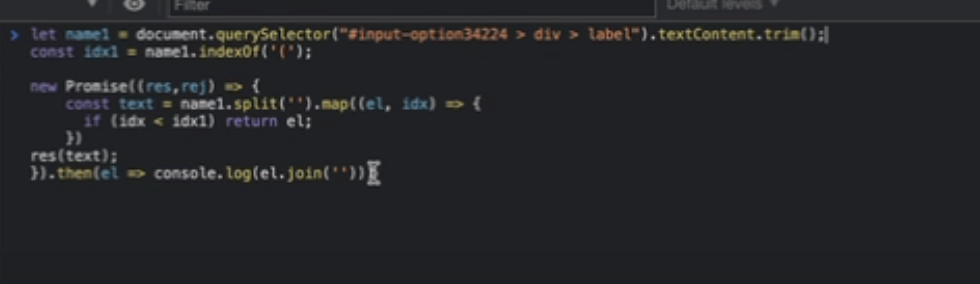 Filter
Default levels
let name1 = document.querySelector("#input-option34224 > div > label").textContent.trim();
const idx1 = name1.indexOf('(');
new Promise((res,rej) => {
const text = name1.split('').map((el, idx) => {
if (idx < idx1) return el;
})
res(text);
}).then(el => console.log(el.join('')))